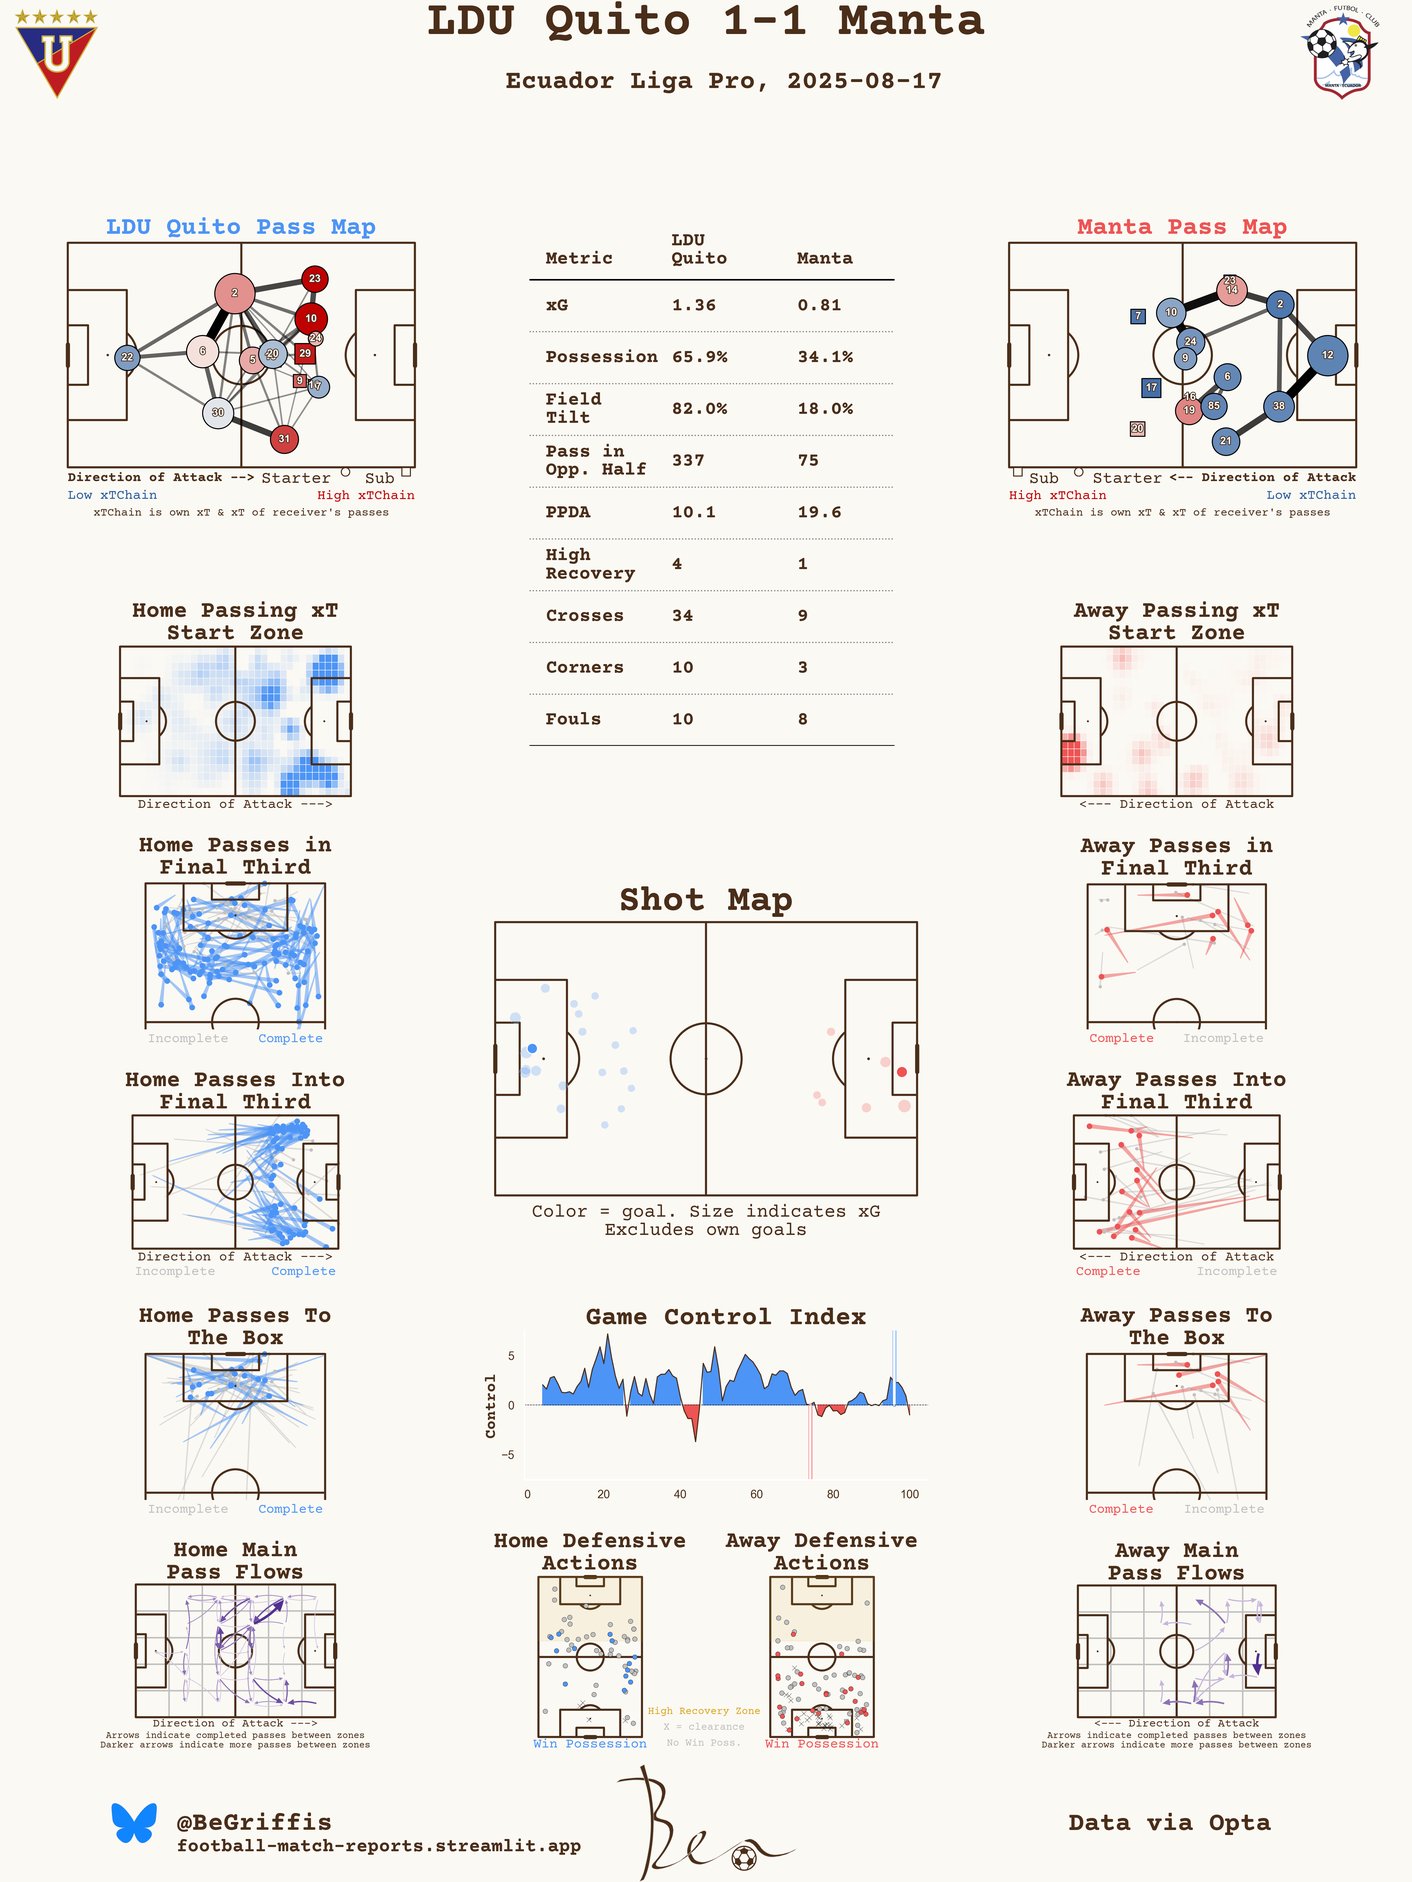 LDU Quito 1-1 Manta
Ecuador Liga Pro, 2025-08-17
U
MANTA · FUTBOL · CLUB
MANTA-ECUADOR
LDU Quito Pass Map
22
2
6
30
5
20
23
10
24
29
9
31
Direction of Attack --> Starter Sub
Low xTChain High xTChain
xTChain is own xT & xT of receiver's passes
Metric LDU Quito Manta
xG 1.36 0.81
Possession 65.9% 34.1%
Field Tilt 82.0% 18.0%
Pass in Opp. Half 337 75
PPDA 10.1 19.6
High Recovery 4 1
Crosses 34 9
Corners 10 3
Fouls 10 8
Manta Pass Map
23
14
7
10
2
24
9
12
6
17
16
19
85
38
20
21
Sub Starter <-- Direction of Attack
High xTChain Low xTChain
xTChain is own xT & xT of receiver's passes
Home Passing xT
Start Zone
Direction of Attack --->
Away Passing xT
Start Zone
<--- Direction of Attack
Home Passes in
Final Third
Incomplete Complete
Away Passes in
Final Third
Complete Incomplete
Shot Map
Color = goal. Size indicates xG
Excludes own goals
Home Passes Into
Final Third
Direction of Attack --->
Incomplete Complete
Away Passes Into
Final Third
<--- Direction of Attack
Complete Incomplete
Home Passes To
The Box
Incomplete Complete
Game Control Index
Control
5
0
−5
0 20 40 60 80 100
Away Passes To
The Box
Complete Incomplete
Home Main
Pass Flows
Direction of Attack --->
Arrows indicate completed passes between zones
Darker arrows indicate more passes between zones
Home Defensive
Actions
Win Possession
High Recovery Zone
X = clearance
No Win Poss.
Away Defensive
Actions
Win Possession
Away Main
Pass Flows
<--- Direction of Attack
Arrows indicate completed passes between zones
Darker arrows indicate more passes between zones
@BeGriffis
football-match-reports.streamlit.app
Ben
Data via Opta